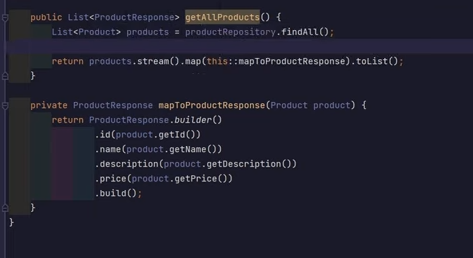 public List<ProductResponse> getAllProducts() {
List<Product> products = productRepository.findAll();
return products.stream().map(this::mapToProductResponse).toList();
}
private ProductResponse mapToProductResponse(Product product) {
return ProductResponse.builder()
.id(product.getId())
.name(product.getName())
.description(product.getDescription())
.price(product.getPrice())
.build();
}
}